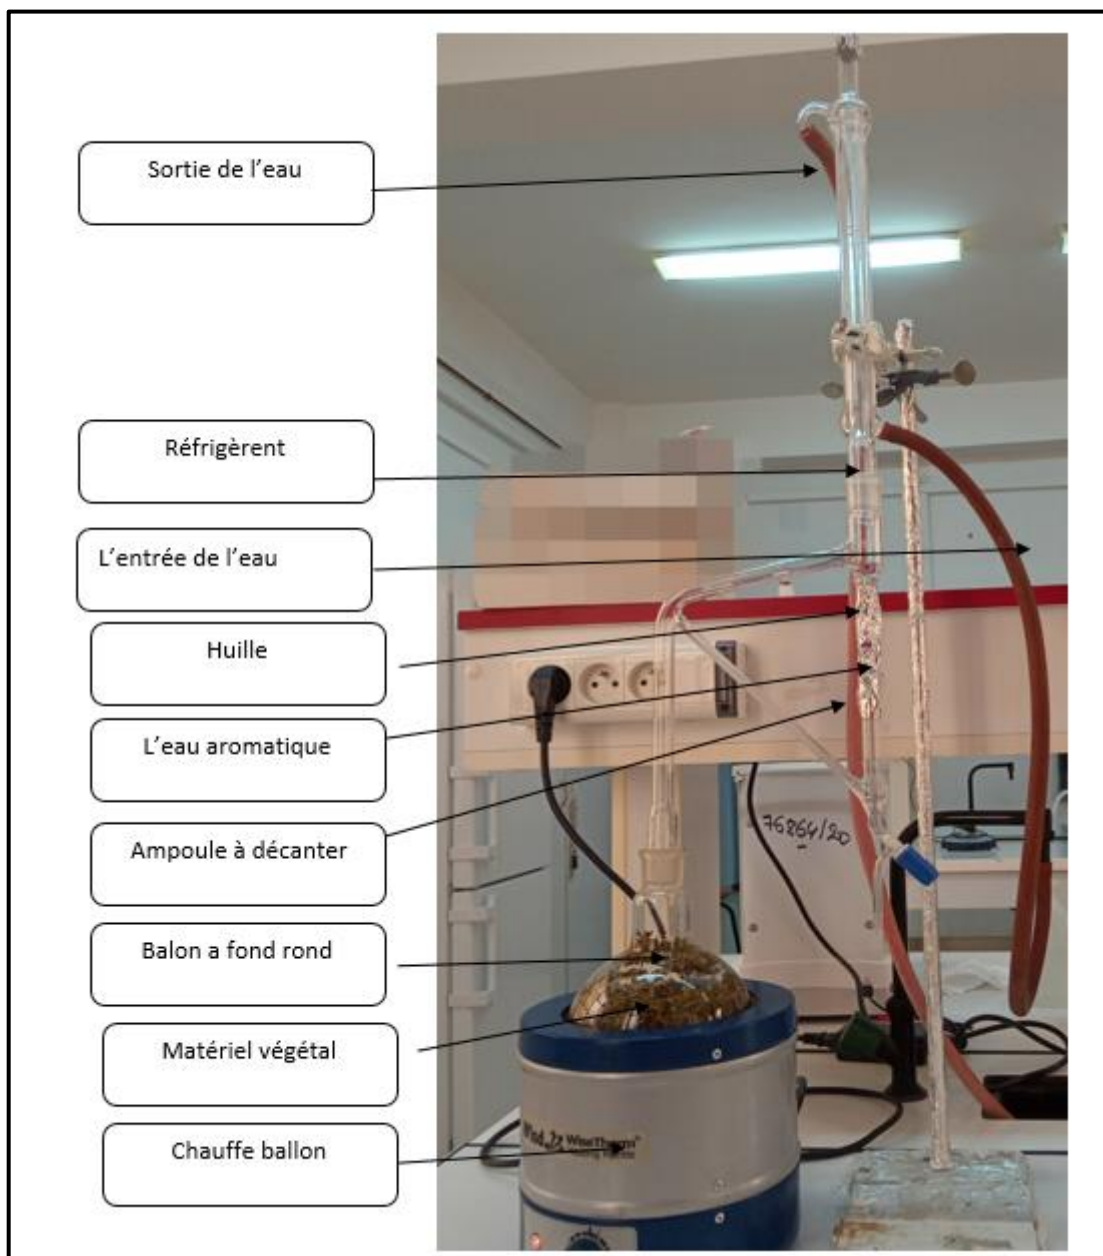 Sortie de l’eau
Réfrigèrent
L’entrée de l’eau
Huille
L’eau aromatique
Ampoule à décanter
76864/20
Balon a fond rond
Matériel végétal
Chauffe ballon
WiseTherm